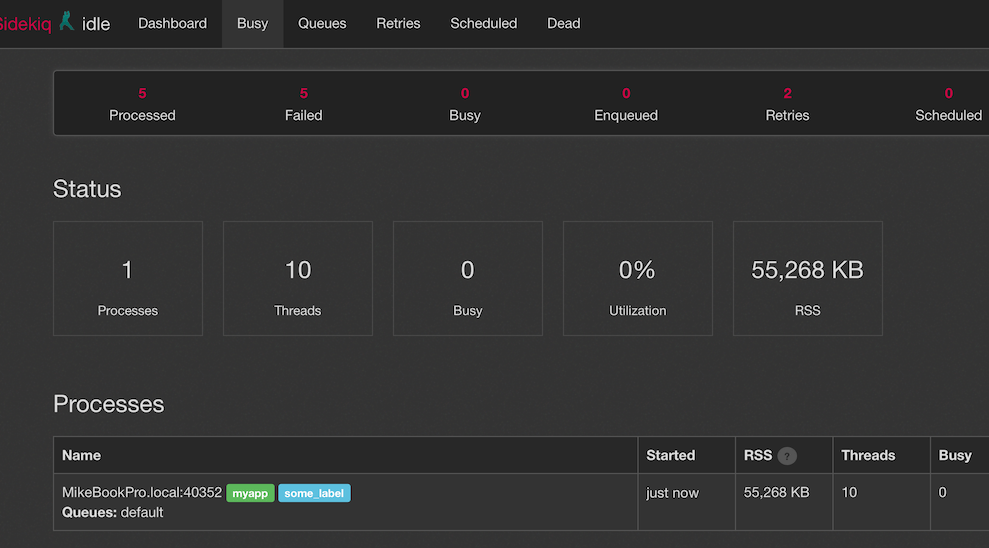 Sidekiq idle Dashboard Busy Queues Retries Scheduled Dead
5 5 0 0 2 0
Processed Failed Busy Enqueued Retries Scheduled
Status
1 10 0 0% 55,268 KB
Processes Threads Busy Utilization RSS
Processes
Name Started RSS ? Threads Busy
MikeBookPro.local:40352 myapp some_label just now 55,268 KB 10 0
Queues: default